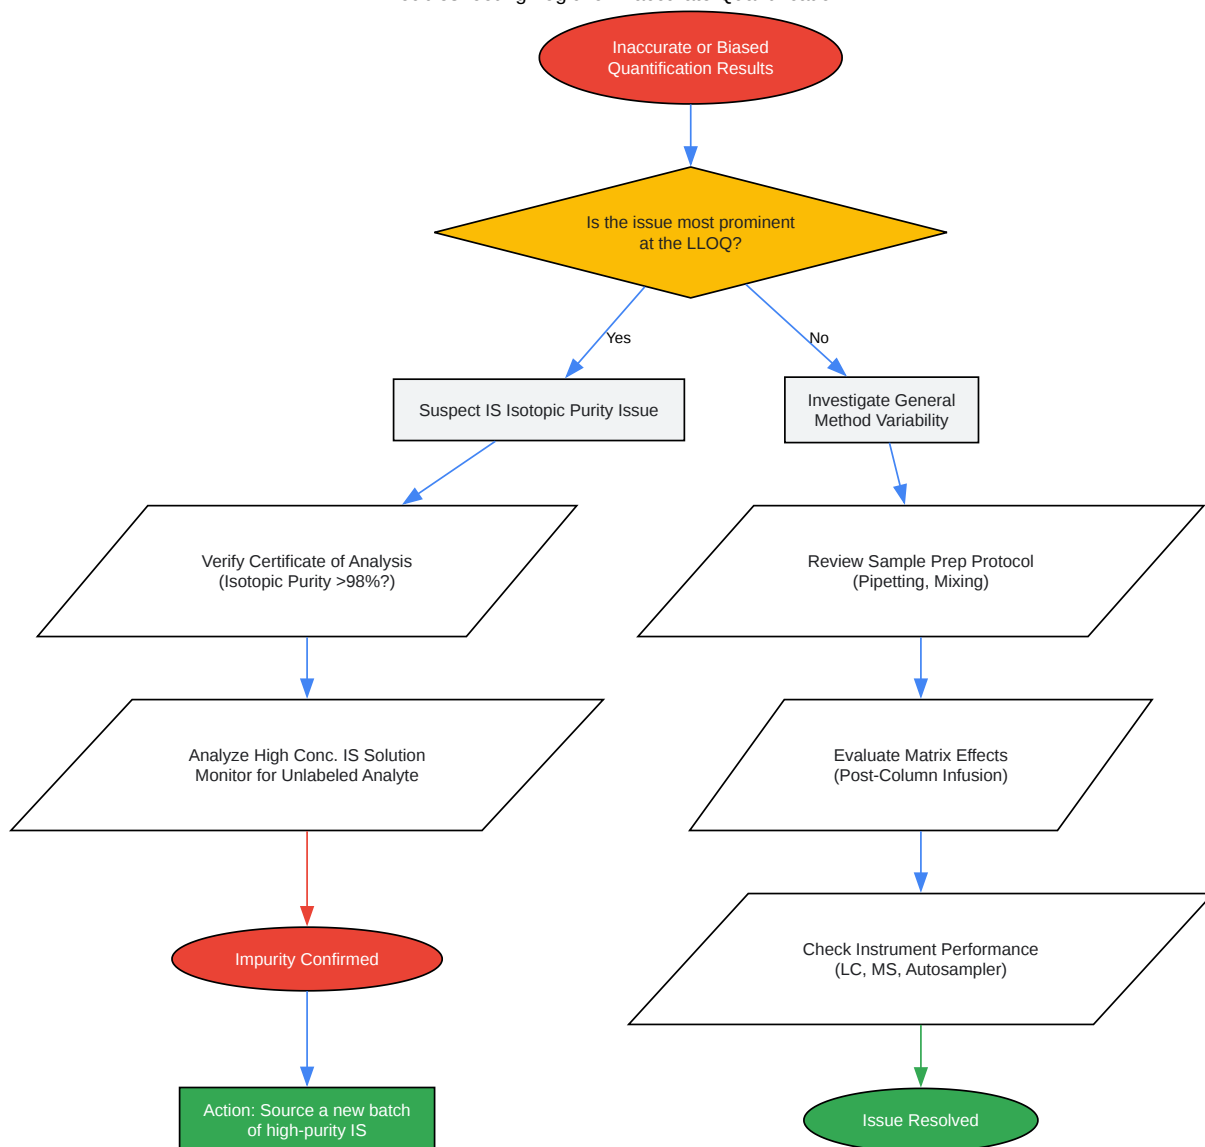 Inaccurate or Biased
Quantification Results
Is the issue most prominent
at the LLOQ?
Yes
No
Suspect IS Isotopic Purity Issue
Investigate General
Method Variability
Verify Certificate of Analysis
(Isotopic Purity >98%?)
Review Sample Prep Protocol
(Pipetting, Mixing)
Analyze High Conc. IS Solution
Monitor for Unlabeled Analyte
Evaluate Matrix Effects
(Post-Column Infusion)
Check Instrument Performance
(LC, MS, Autosampler)
Impurity Confirmed
Action: Source a new batch
of high-purity IS
Issue Resolved